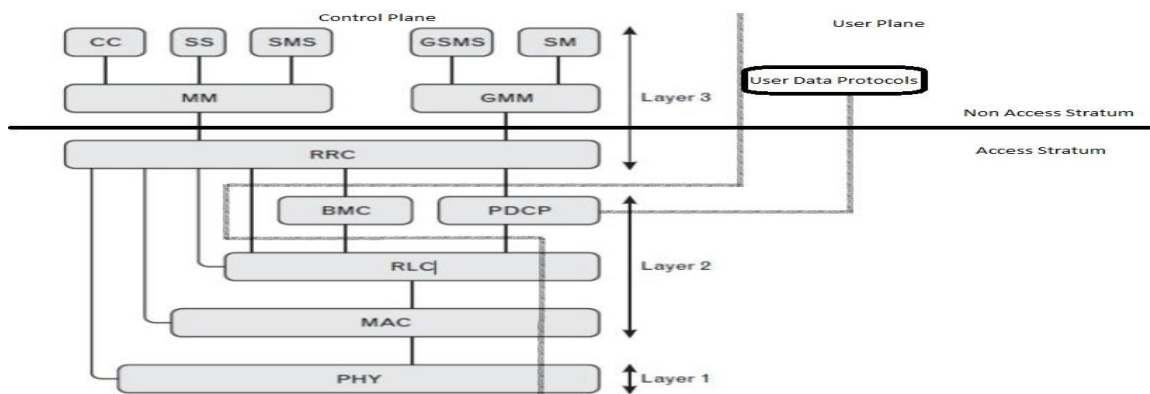 Control Plane
User Plane
CC
SS
SMS
GSMS
SM
User Data Protocols
MM
GMM
Layer 3
Non Access Stratum
Access Stratum
RRC
BMC
PDCP
RLC
Layer 2
MAC
PHY
Layer 1